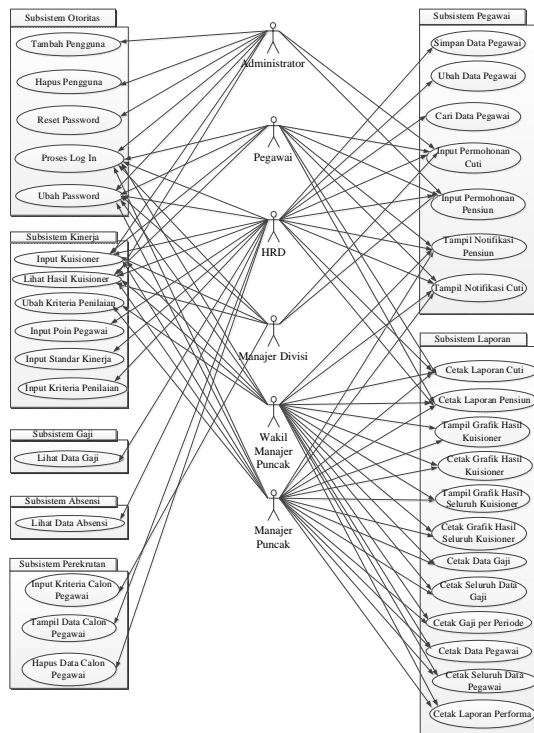 Subsistem Otoritas
Tambah Pengguna
Hapus Pengguna
Reset Password
Proses Log In
Ubah Password
Subsistem Kinerja
Input Kuisioner
Lihat Hasil Kuisioner
Ubah Kriteria Penilaian
Input Poin Pegawai
Input Standar Kinerja
Input Kriteria Penilaian
Subsistem Gaji
Lihat Data Gaji
Subsistem Absensi
Lihat Data Absensi
Subsistem Perekrutan
Input Kriteria Calon
Pegawai
Tampil Data Calon
Pegawai
Hapus Data Calon
Pegawai
Administrator
Pegawai
HRD
Manajer Divisi
Wakil
Manajer
Puncak
Manajer
Puncak
Subsistem Pegawai
Simpan Data Pegawai
Ubah Data Pegawai
Cari Data Pegawai
Input Permohonan
Cuti
Input Permohonan
Pensiun
Tampil Notifikasi
Pensiun
Tampil Notifikasi Cuti
Subsistem Laporan
Cetak Laporan Cuti
Cetak Laporan Pensiun
Tampil Grafik Hasil
Kuisioner
Cetak Grafik Hasil
Kuisioner
Tampil Grafik Hasil
Seluruh Kuisioner
Cetak Grafik Hasil
Seluruh Kuisioner
Cetak Data Gaji
Cetak Seluruh Data
Gaji
Cetak Gaji per Periode
Cetak Data Pegawai
Cetak Seluruh Data
Pegawai
Cetak Laporan Performa